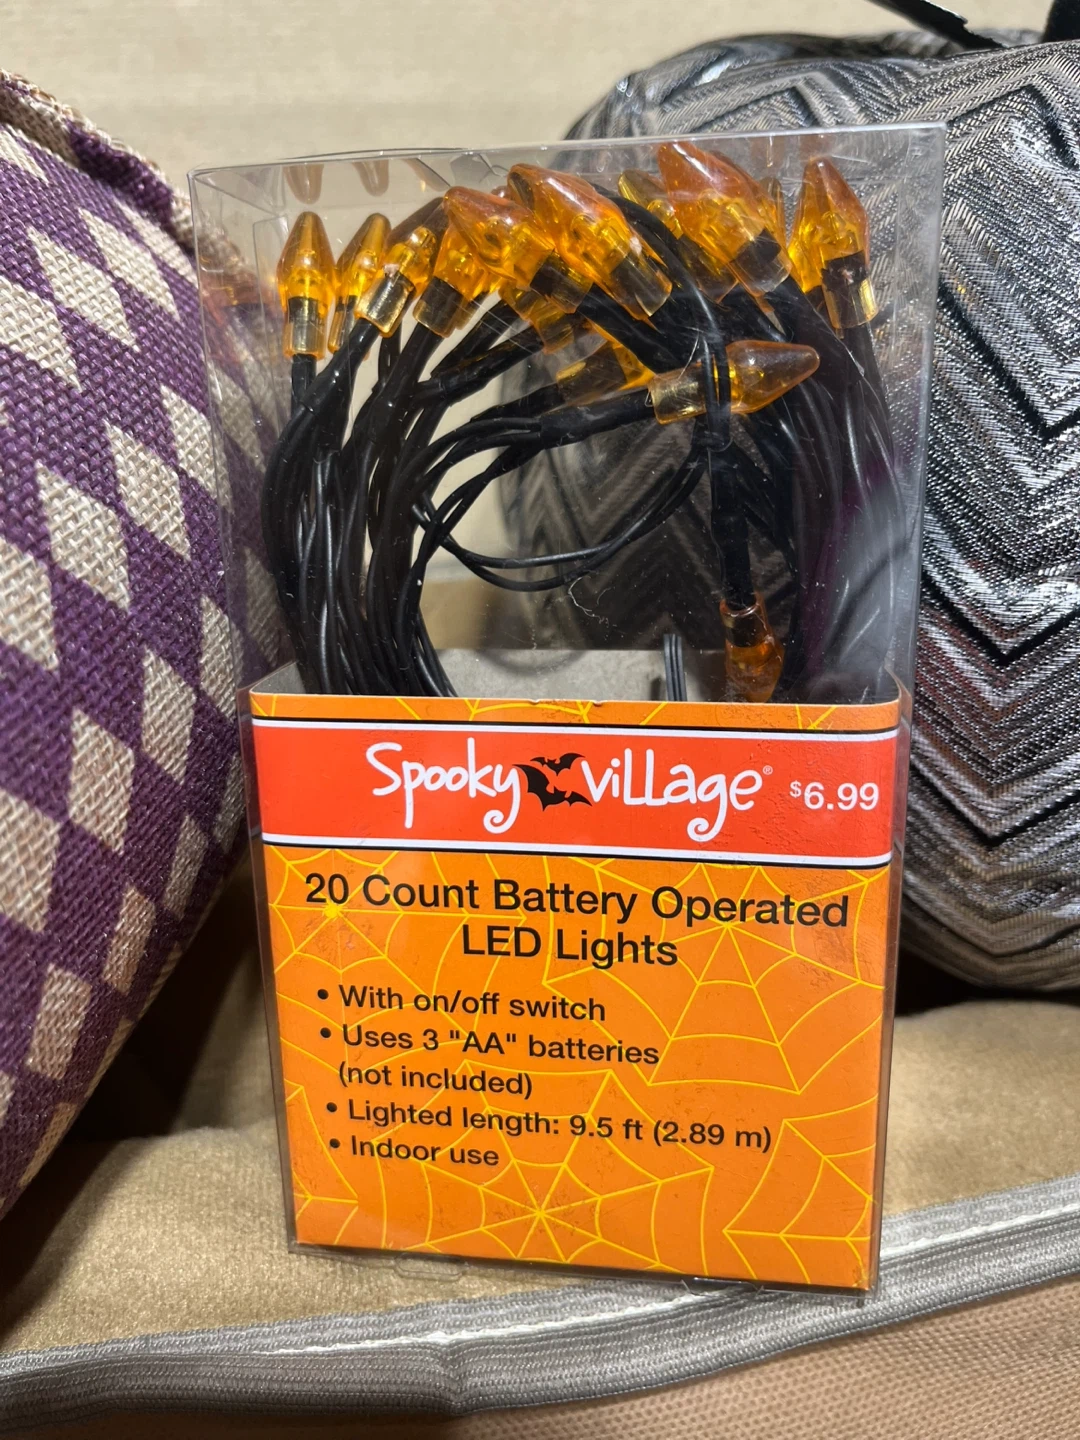 Spooky Village® $6.99
20 Count Battery Operated
LED Lights
• With on/off switch
• Uses 3 "AA" batteries
(not included)
• Lighted length: 9.5 ft (2.89 m)
• Indoor use